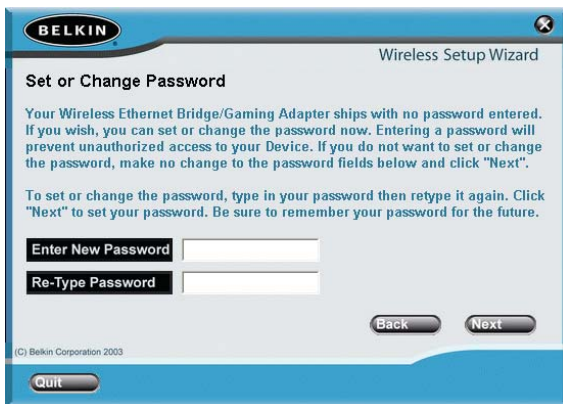 BELKIN
Wireless Setup Wizard
Set or Change Password
Your Wireless Ethernet Bridge/Gaming Adapter ships with no password entered.
If you wish, you can set or change the password now. Entering a password will
prevent unauthorized access to your Device. If you do not want to set or change
the password, make no change to the password fields below and click "Next".
To set or change the password, type in your password then retype it again. Click
"Next" to set your password. Be sure to remember your password for the future.
Enter New Password
Re-Type Password
Back Next
(C) Belkin Corporation 2003
Quit